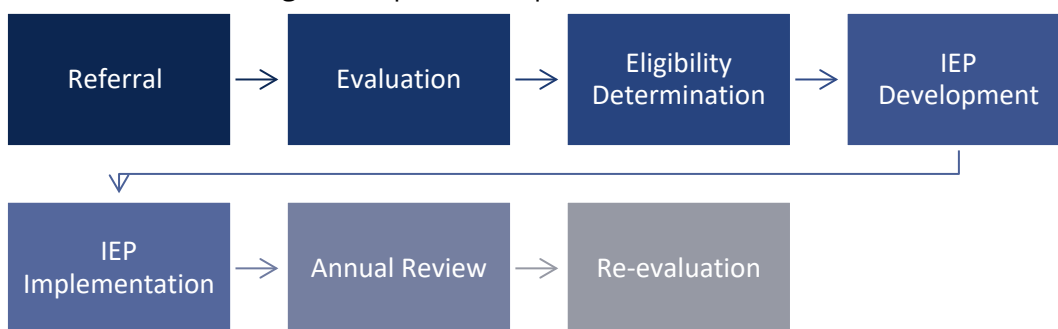 Referral
Evaluation
Eligibility
Determination
IEP
Development
IEP
Implementation
Annual Review
Re-evaluation